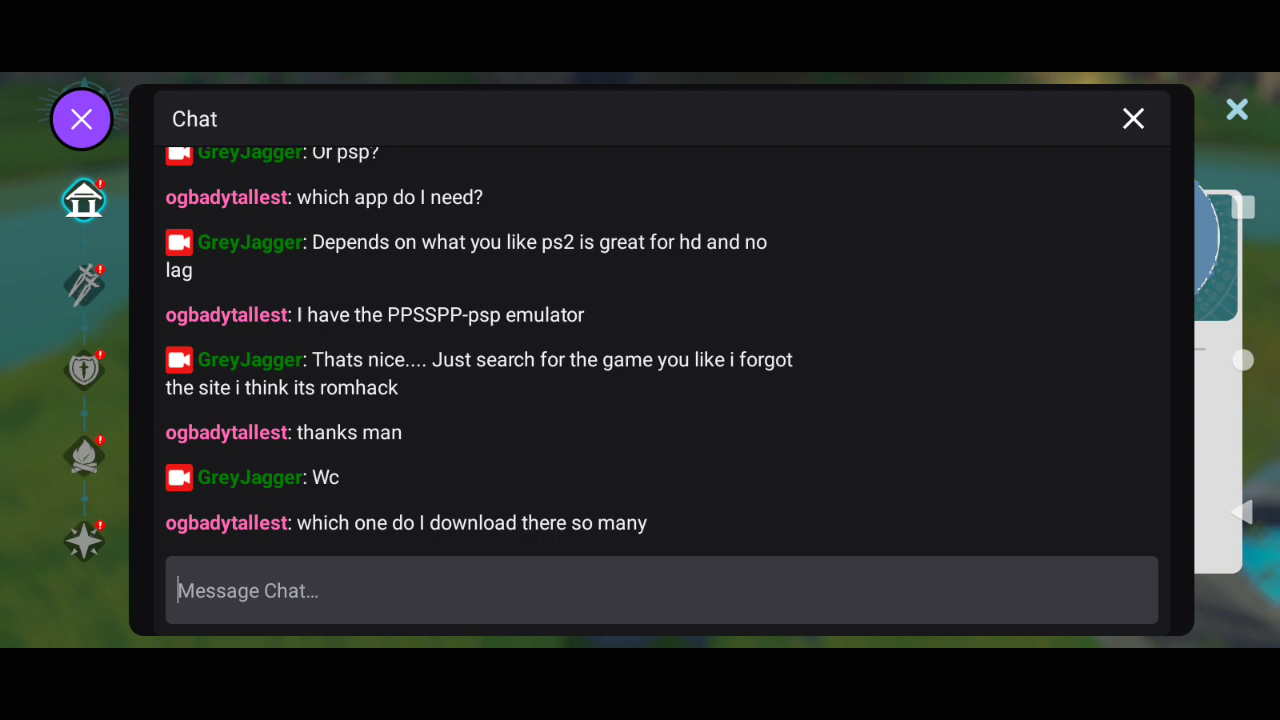 Chat
GreyJagger: Or psp?
ogbadytallest: which app do I need?
GreyJagger: Depends on what you like ps2 is great for hd and no
lag
ogbadytallest: I have the PPSSPP-psp emulator
GreyJagger: Thats nice.... Just search for the game you like i forgot
the site i think its romhack
ogbadytallest: thanks man
GreyJagger: Wc
ogbadytallest: which one do I download there so many
Message Chat...